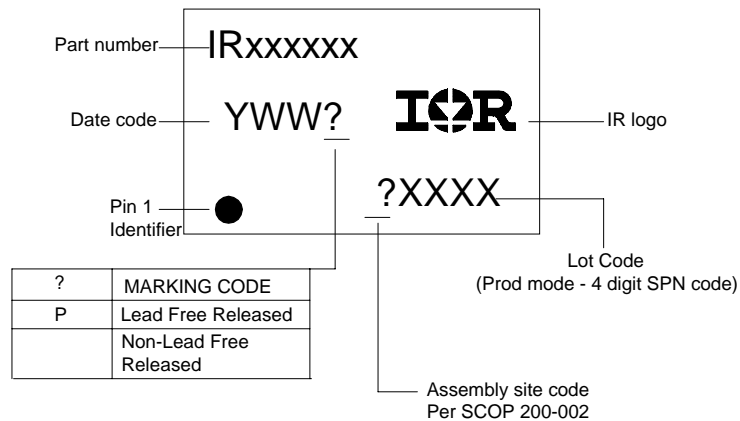 Part number
IRxxxxxx
Date code
YWW?
IOR
IR logo
?XXXX
Pin 1
Identifier
Lot Code
(Prod mode - 4 digit SPN code)
? MARKING CODE
P Lead Free Released
Non-Lead Free
Released
Assembly site code
Per SCOP 200-002